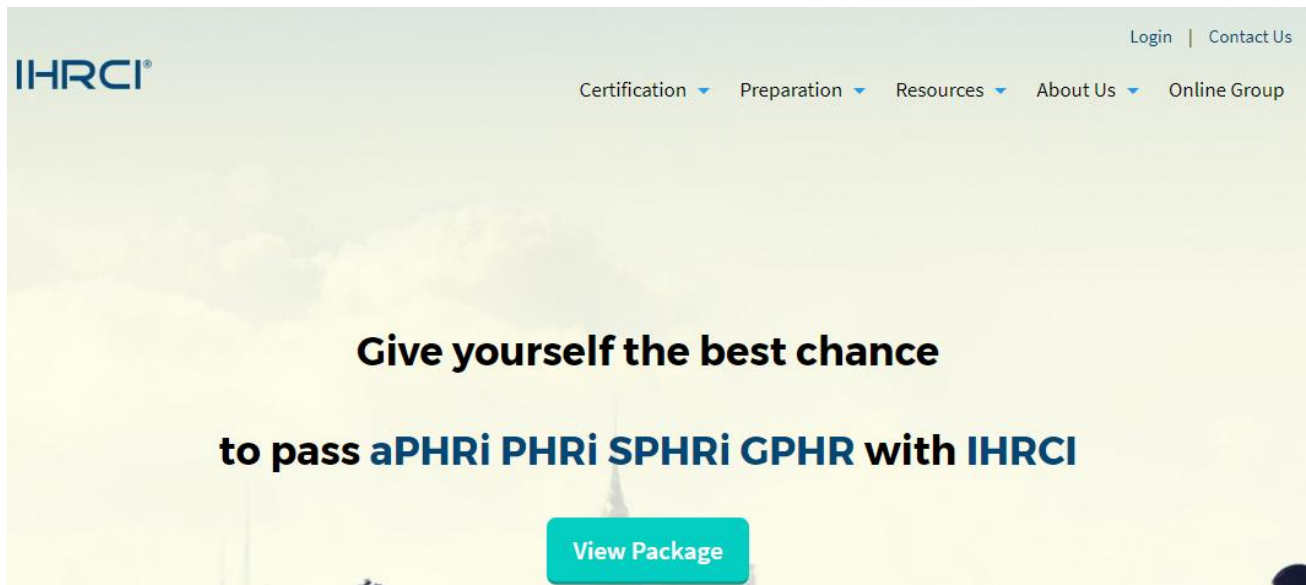 Login | Contact Us
IHRCI®
Certification Preparation Resources About Us Online Group
Give yourself the best chance
to pass aPHRi PHRi SPHRi GPHR with IHRCI
View Package